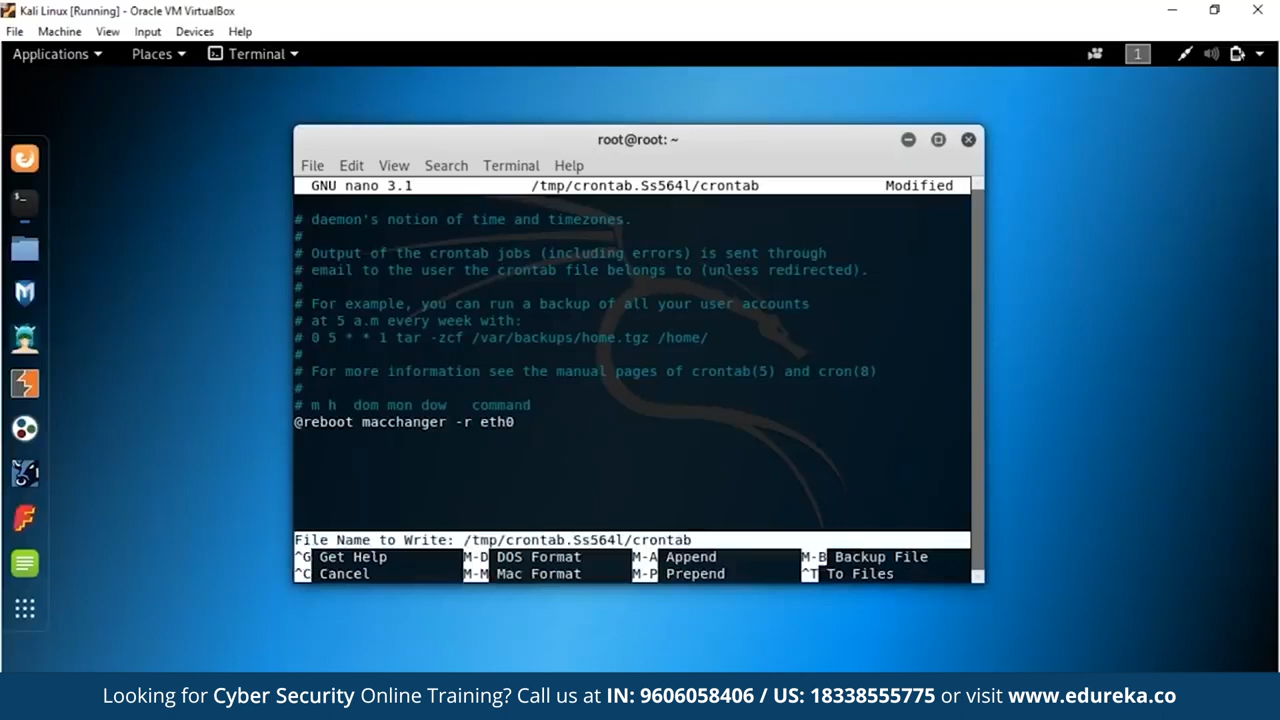 Kali Linux [Running] - Oracle VM VirtualBox
File Machine View Input Devices Help
Applications Places Terminal 1
root@root: ~
File Edit View Search Terminal Help
GNU nano 3.1 /tmp/crontab.Ss564l/crontab Modified
# daemon's notion of time and timezones.
#
# Output of the crontab jobs (including errors) is sent through
# email to the user the crontab file belongs to (unless redirected).
#
# For example, you can run a backup of all your user accounts
# at 5 a.m every week with:
# 0 5 * * 1 tar -zcf /var/backups/home.tgz /home/
#
# For more information see the manual pages of crontab(5) and cron(8)
#
# m h dom mon dow command
@reboot macchanger -r eth0
File Name to Write: /tmp/crontab.Ss564l/crontab
^G Get Help M-D DOS Format M-A Append M-B Backup File
^C Cancel M-M Mac Format M-P Prepend ^T To Files
Looking for Cyber Security Online Training? Call us at IN: 9606058406 / US: 18338555775 or visit www.edureka.co